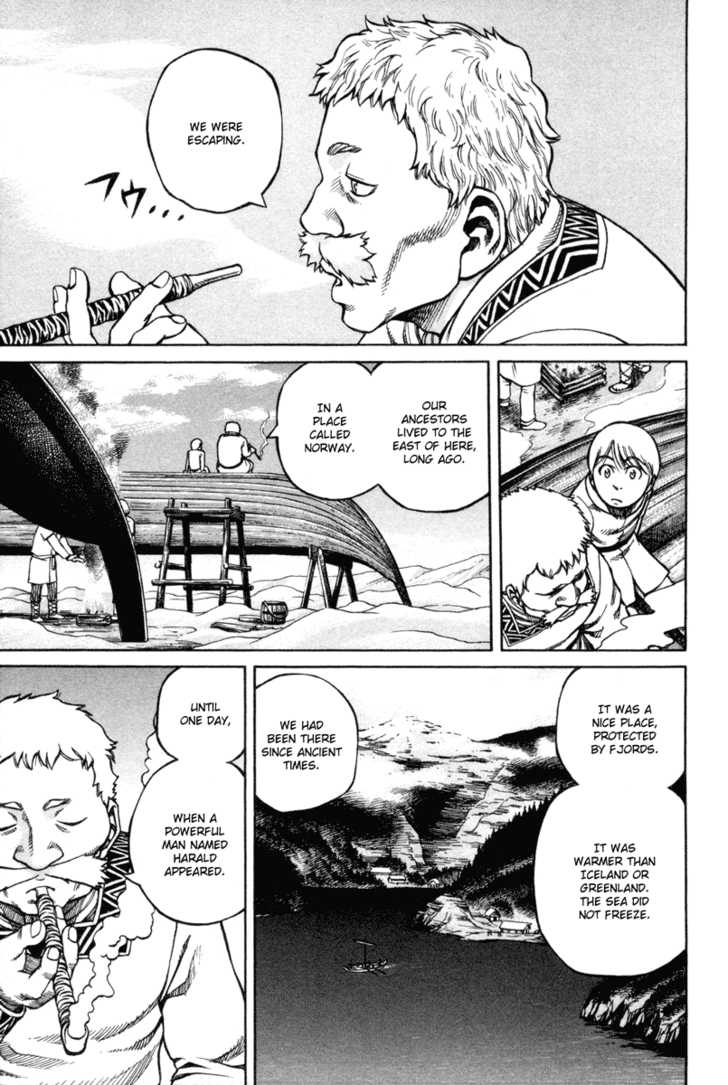 WE WERE
ESCAPING.
フゥ...
OUR
ANCESTORS
LIVED TO THE
EAST OF HERE,
LONG AGO.
IN A
PLACE
CALLED
NORWAY.
IT WAS A
NICE PLACE,
PROTECTED
BY FJORDS.
IT WAS
WARMER THAN
ICELAND OR
GREENLAND.
THE SEA DID
NOT FREEZE.
WE HAD
BEEN THERE
SINCE ANCIENT
TIMES.
UNTIL
ONE DAY,
WHEN A
POWERFUL
MAN NAMED
HARALD
APPEARED.